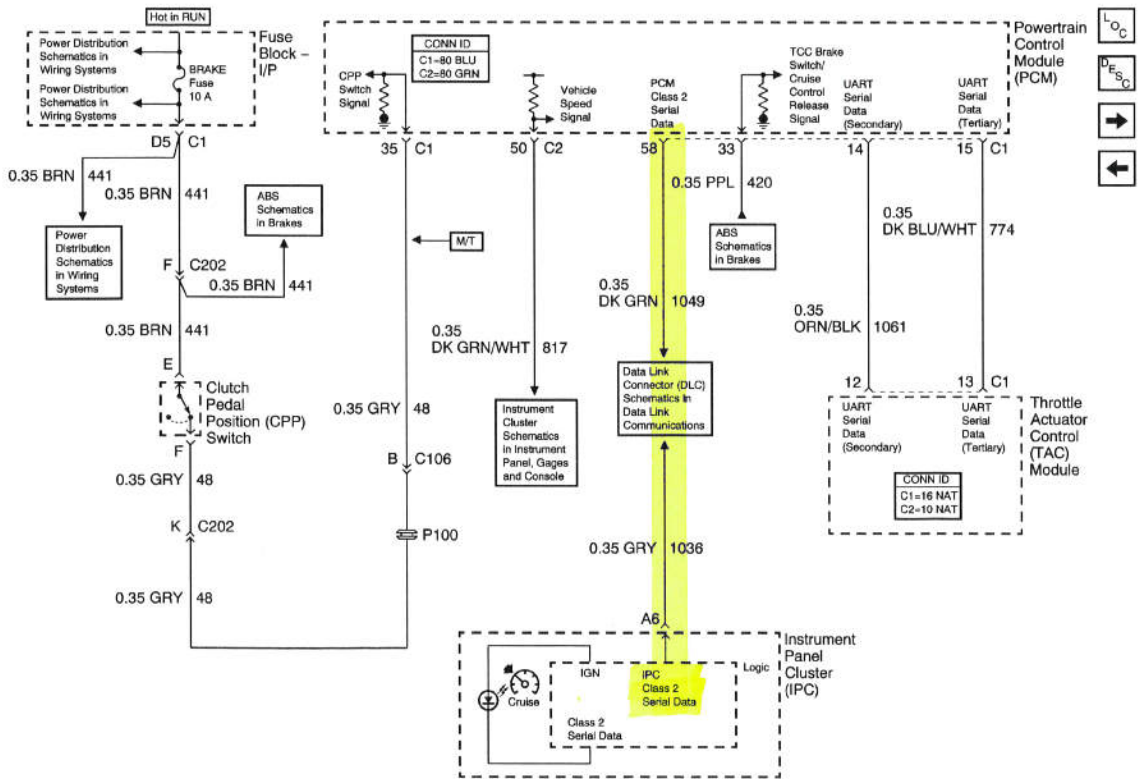 Hot in RUN
Power Distribution
Schematics in
Wiring Systems
Power Distribution
Schematics in
Wiring Systems
BRAKE
Fuse
10 A
Fuse
Block –
I/P
CONN ID
C1=80 BLU
C2=80 GRN
CPP
Switch
Signal
Vehicle
Speed
Signal
PCM
Class 2
Serial
Data
TCC Brake
Switch/
Cruise
Control
Release
Signal
UART
Serial
Data
(Secondary)
UART
Serial
Data
(Tertiary)
Powertrain
Control
Module
(PCM)
LOC
DESC
D5 C1
35 C1
50 C2
58
33
14
15 C1
0.35 BRN 441
0.35 BRN 441
Power
Distribution
Schematics
in Wiring
Systems
ABS
Schematics
in Brakes
F C202
0.35 BRN 441
0.35 BRN 441
M/T
0.35 PPL 420
ABS
Schematics
in Brakes
0.35
DK BLU/WHT 774
0.35
DK GRN 1049
0.35
ORN/BLK 1061
0.35
DK GRN/WHT 817
E
Clutch
Pedal
Position (CPP)
Switch
F
0.35 GRY 48
Instrument
Cluster
Schematics
in Instrument
Panel, Gages
and Console
Data Link
Connector (DLC)
Schematics In
Data Link
Communications
12
13 C1
UART
Serial
Data
(Secondary)
UART
Serial
Data
(Tertiary)
Throttle
Actuator
Control
(TAC)
Module
CONN ID
C1=16 NAT
C2=10 NAT
B C106
0.35 GRY 48
K C202
P100
0.35 GRY 1036
0.35 GRY 48
A6
Instrument
Panel
Cluster
(IPC)
IGN
IPC
Class 2
Serial Data
Logic
Cruise
Class 2
Serial Data